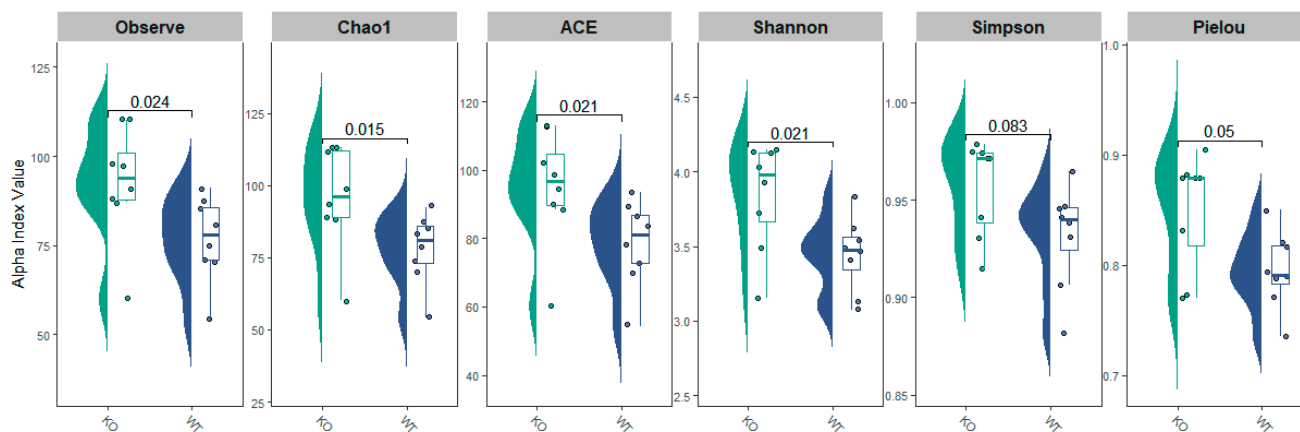 Observe
Chao1
ACE
Shannon
Simpson
Pielou
Alpha Index Value
125
100
75
50
0.024
KO
WT
125
100
75
50
25
0.015
KO
WT
120
100
80
60
40
0.021
KO
WT
4.5
4.0
3.5
3.0
2.5
0.021
KO
WT
1.00
0.95
0.90
0.85
0.083
KO
WT
1.0
0.9
0.8
0.7
0.05
KO
WT